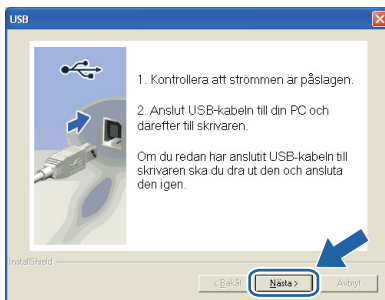 USB
1. Kontrollera att strömmen är påslagen.
2. Anslut USB-kabeln till din PC och
därefter till skrivaren.
Om du redan har anslutit USB-kabeln till
skrivaren ska du dra ut den och ansluta
den igen.
InstallShield
< Bakåt
Nästa >
Avbryt